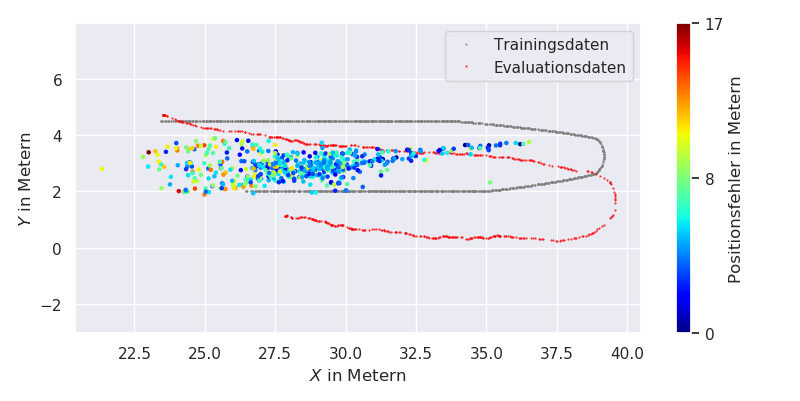 Trainingsdaten
Evaluationsdaten
6
4
2
0
−2
Y in Metern
22.5 25.0 27.5 30.0 32.5 35.0 37.5 40.0
X in Metern
17
8
0
Positionsfehler in Metern